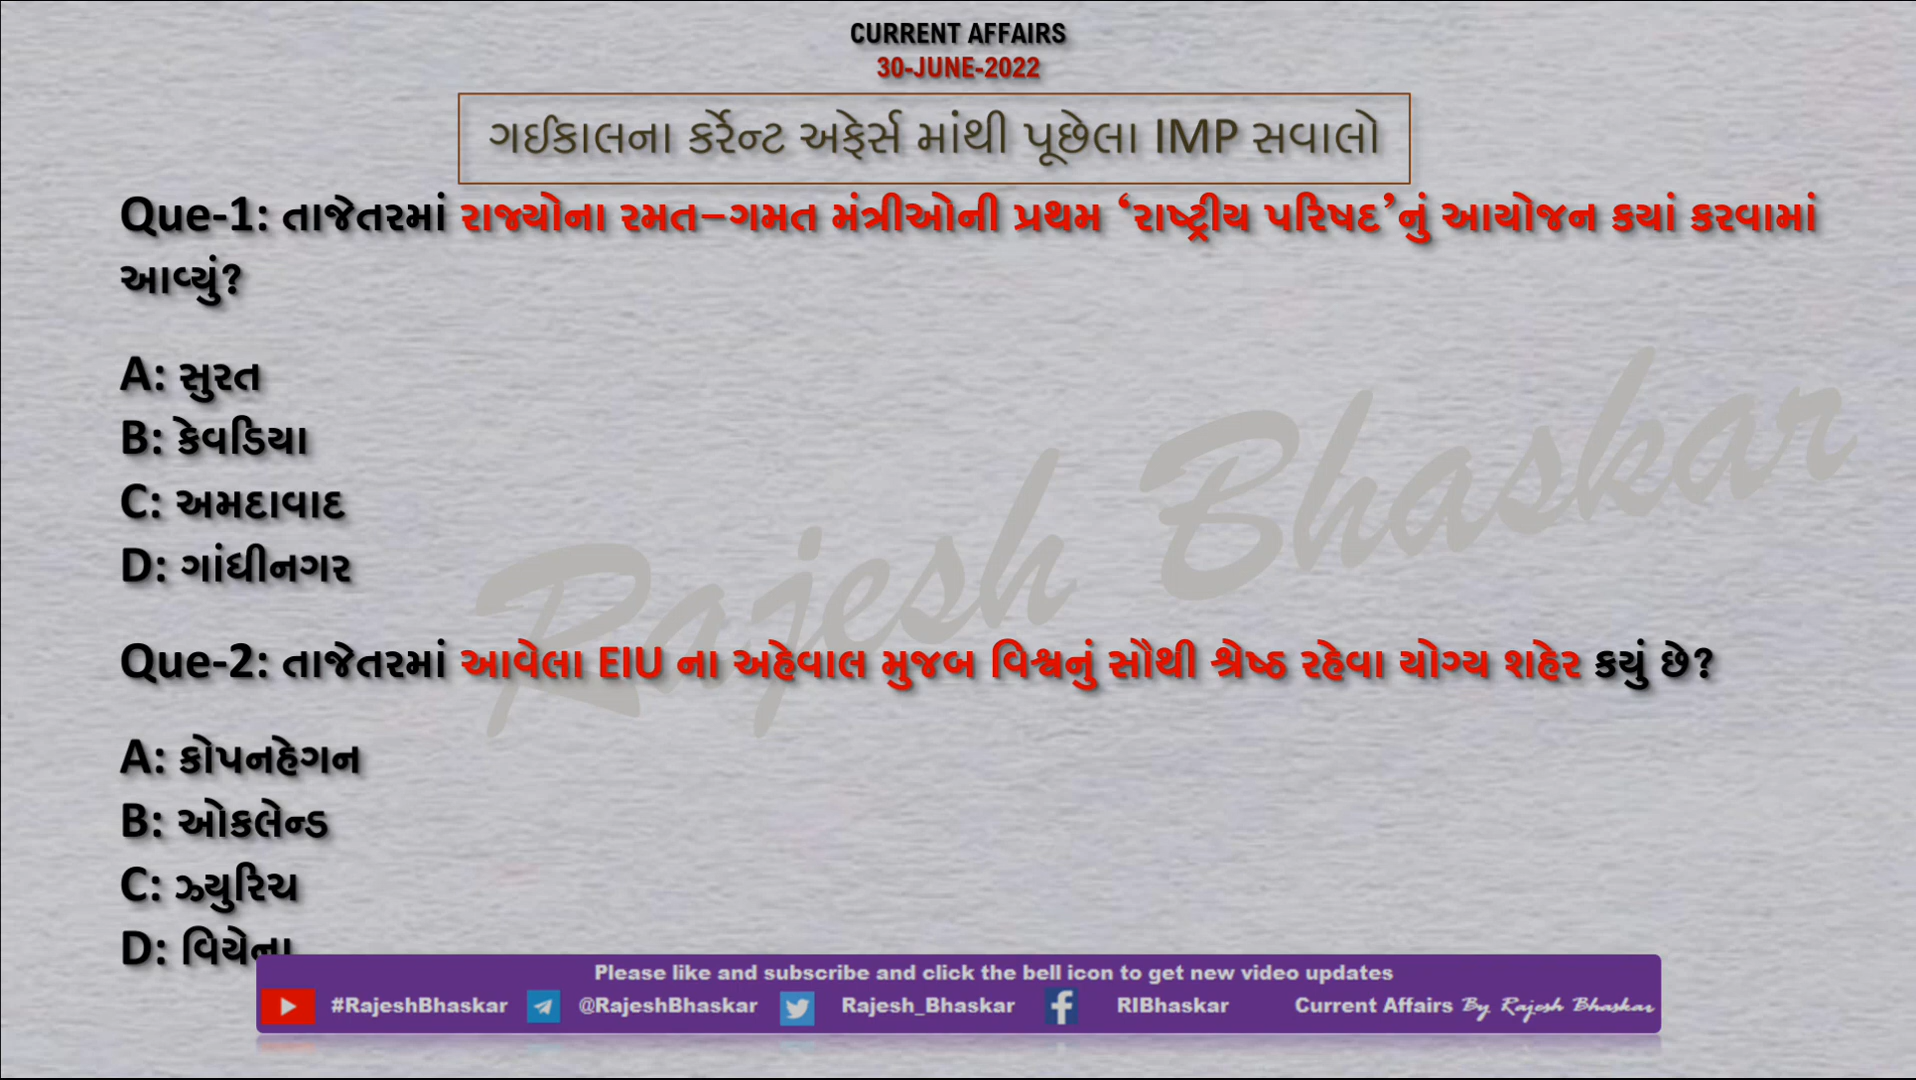 CURRENT AFFAIRS
30-JUNE-2022
ગઈકાલના કર્રેન્ટ અફેર્સ માંથી પૂછેલા IMP સવાલો
Que-1: તાજેતરમાં રાજ્યોના રમત-ગમત મંત્રીઓની પ્રથમ ‘રાષ્ટ્રીય પરિષદ’નું આયોજન કયાં કરવામાં
આવ્યું?
A: સુરત
B: કેવડિયા
C: અમદાવાદ
D: ગાંધીનગર
Rajesh Bhaskar
Que-2: તાજેતરમાં આવેલા EIU ના અહેવાલ મુજબ વિશ્વનું સૌથી શ્રેષ્ઠ રહેવા યોગ્ય શહેર કયું છે?
A: કોપનહેગન
B: ઓકલેન્ડ
C: ઝ્યુરિચ
D: વિયેના
Please like and subscribe and click the bell icon to get new video updates
#RajeshBhaskar @RajeshBhaskar Rajesh_Bhaskar RIBhaskar Current Affairs By Rajesh Bhaskar